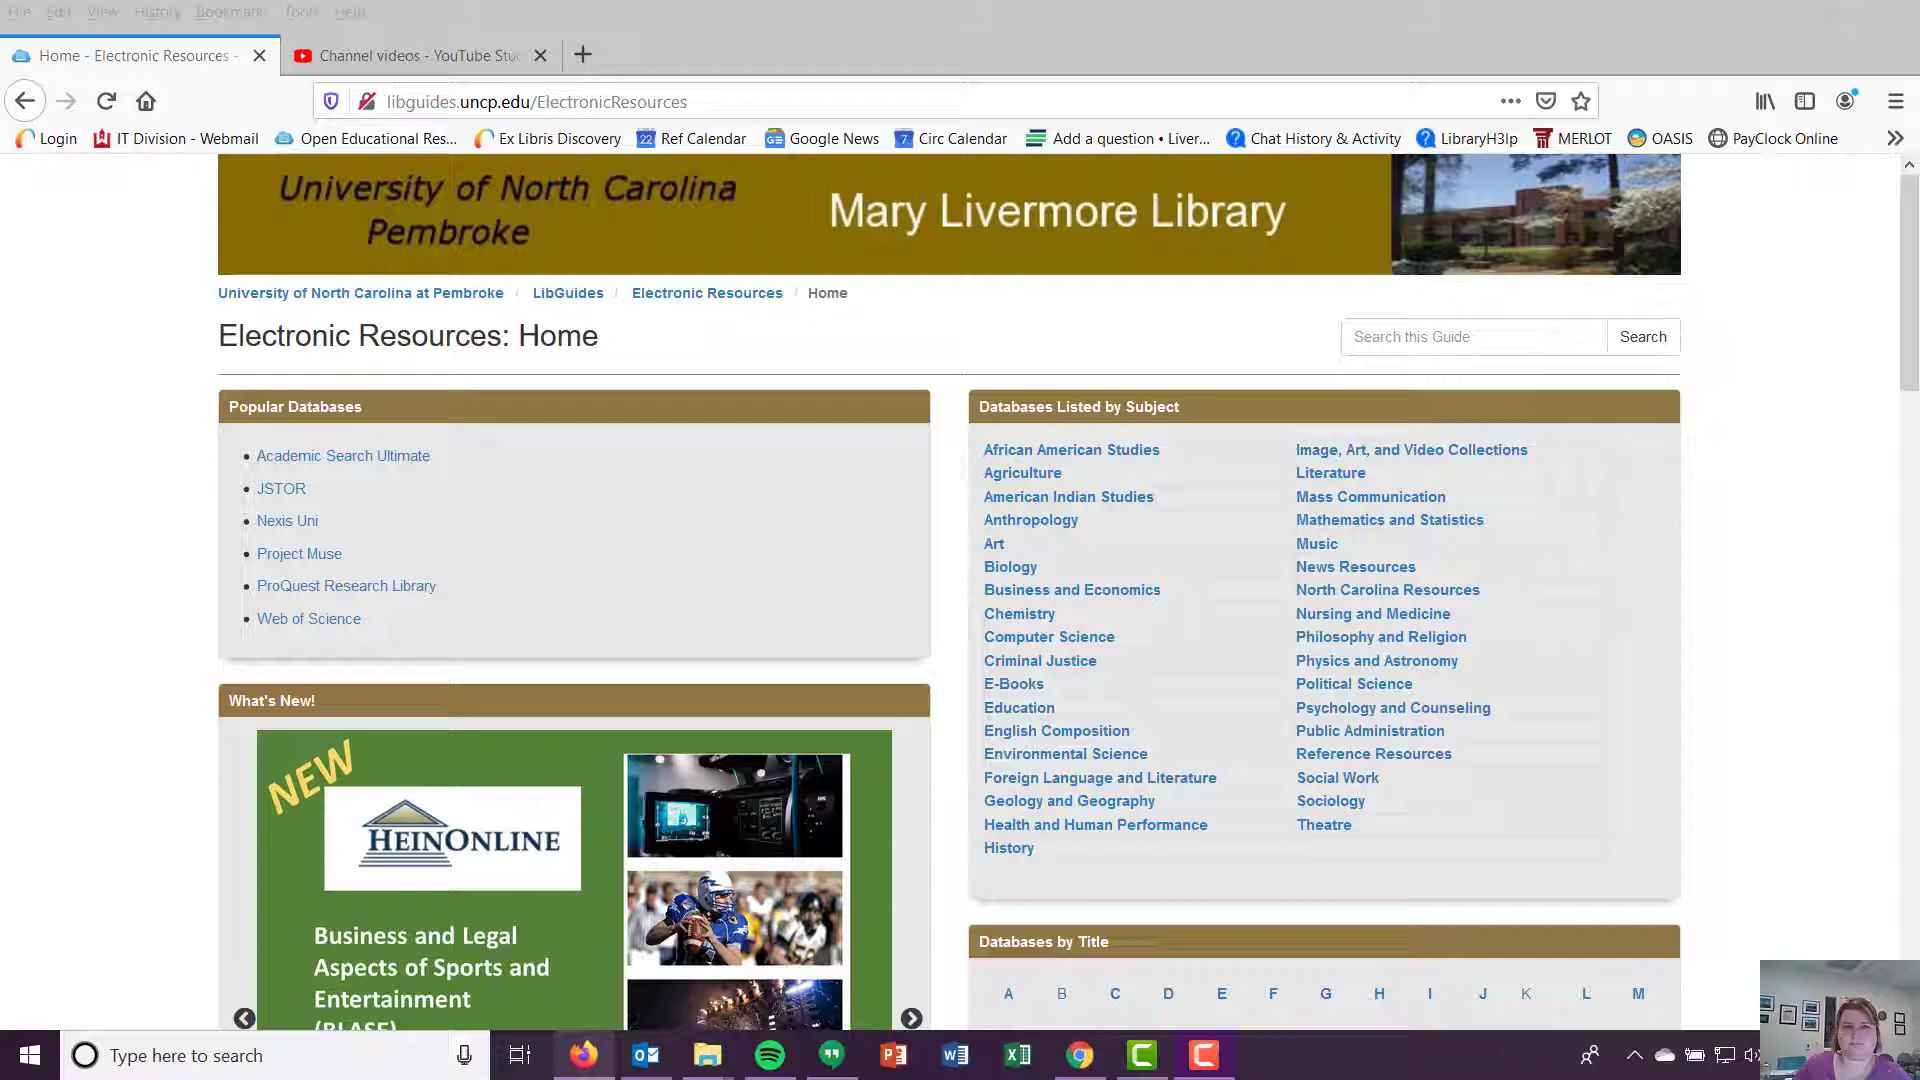 File Edit View History Bookmarks Tools Help
Home - Electronic Resources -
Channel videos - YouTube Stu
libguides.uncp.edu/ElectronicResources
Login IT Division - Webmail Open Educational Res... Ex Libris Discovery Ref Calendar Google News Circ Calendar Add a question • Liver... Chat History & Activity LibraryH3lp MERLOT OASIS PayClock Online
University of North Carolina
Pembroke
Mary Livermore Library
University of North Carolina at Pembroke / LibGuides / Electronic Resources / Home
Electronic Resources: Home
Search this Guide Search
Popular Databases
• Academic Search Ultimate
• JSTOR
• Nexis Uni
• Project Muse
• ProQuest Research Library
• Web of Science
What's New!
NEW
HEINONLINE
Business and Legal
Aspects of Sports and
Entertainment
(BLASE)
Databases Listed by Subject
African American Studies
Agriculture
American Indian Studies
Anthropology
Art
Biology
Business and Economics
Chemistry
Computer Science
Criminal Justice
E-Books
Education
English Composition
Environmental Science
Foreign Language and Literature
Geology and Geography
Health and Human Performance
History
Image, Art, and Video Collections
Literature
Mass Communication
Mathematics and Statistics
Music
News Resources
North Carolina Resources
Nursing and Medicine
Philosophy and Religion
Physics and Astronomy
Political Science
Psychology and Counseling
Public Administration
Reference Resources
Social Work
Sociology
Theatre
Databases by Title
A B C D E F G H I J K L M
Type here to search